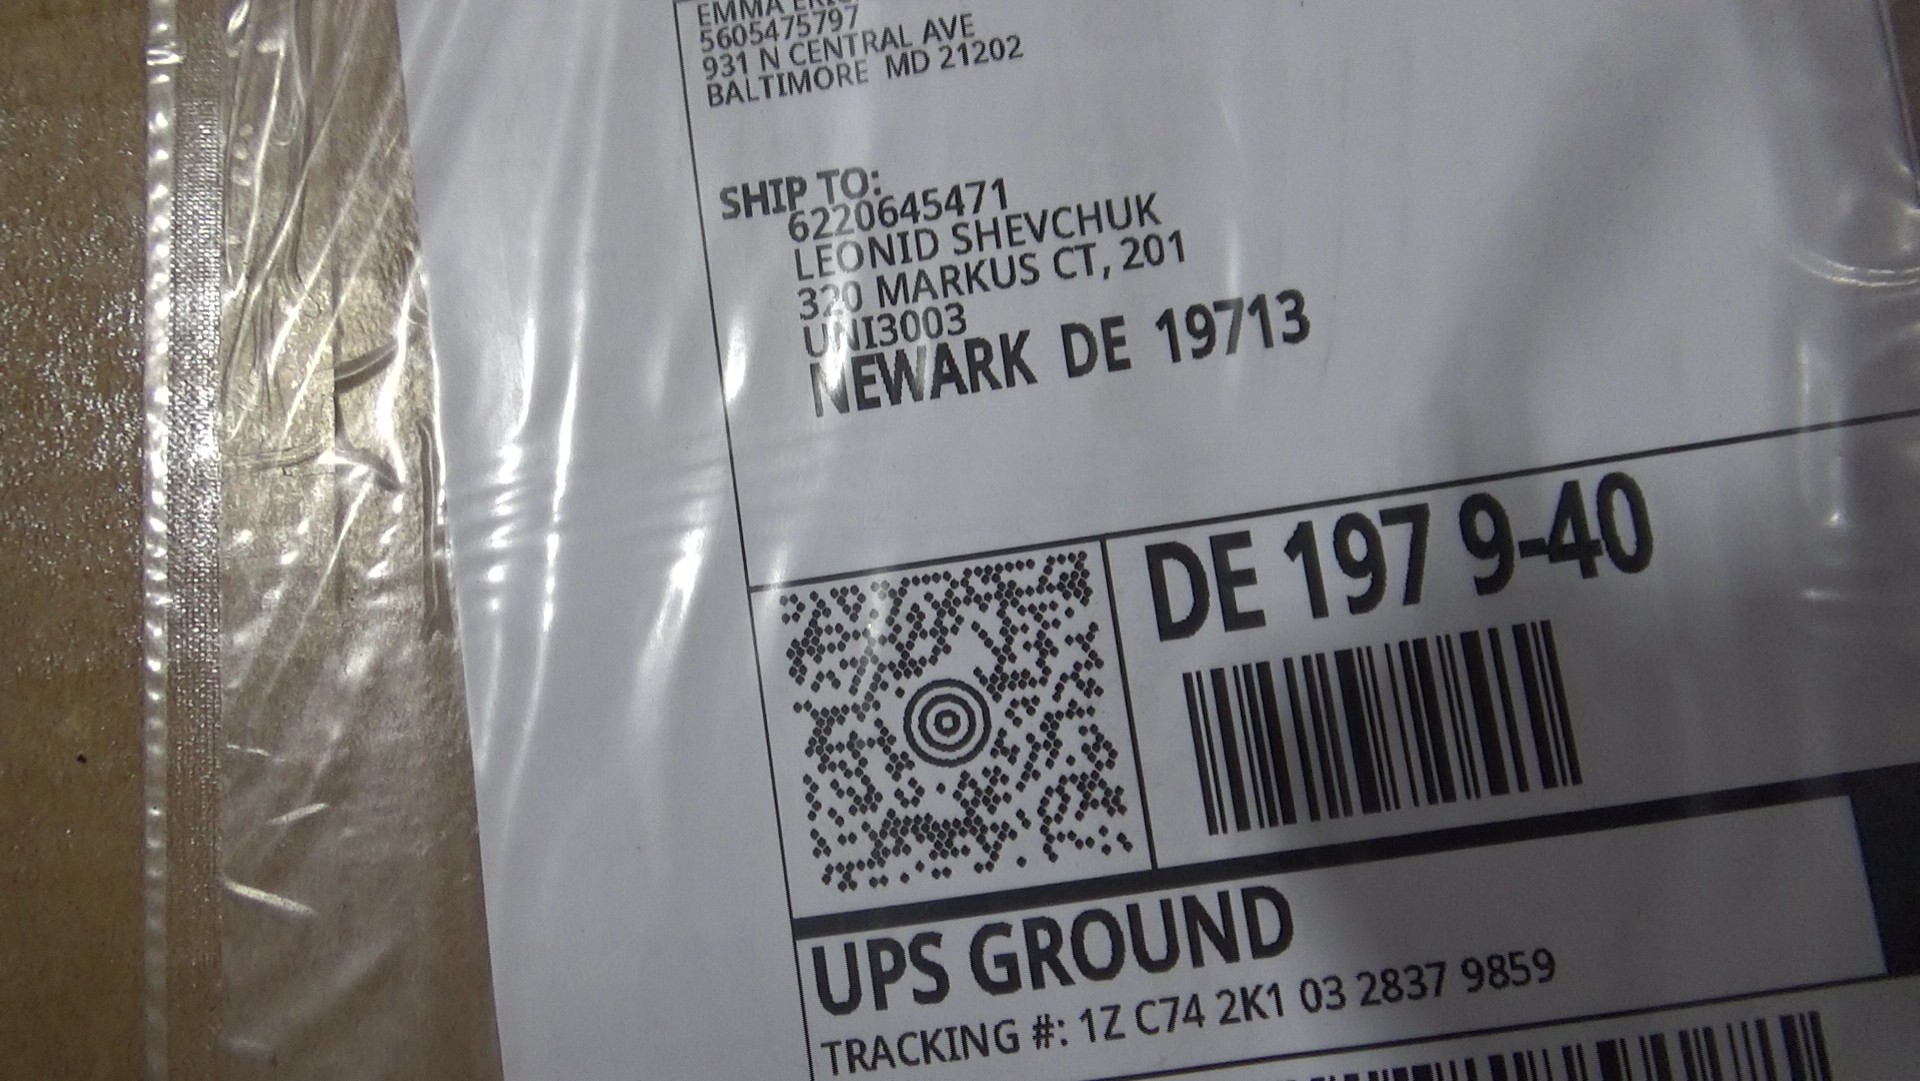 EMMA
5605475797
931 N CENTRAL AVE
BALTIMORE MD 21202
SHIP TO:
6220645471
LEONID SHEVCHUK
320 MARKUS CT, 201
UNI3003
NEWARK DE 19713
DE 197 9-40
UPS GROUND
TRACKING #: 1Z C74 2K1 03 2837 9859